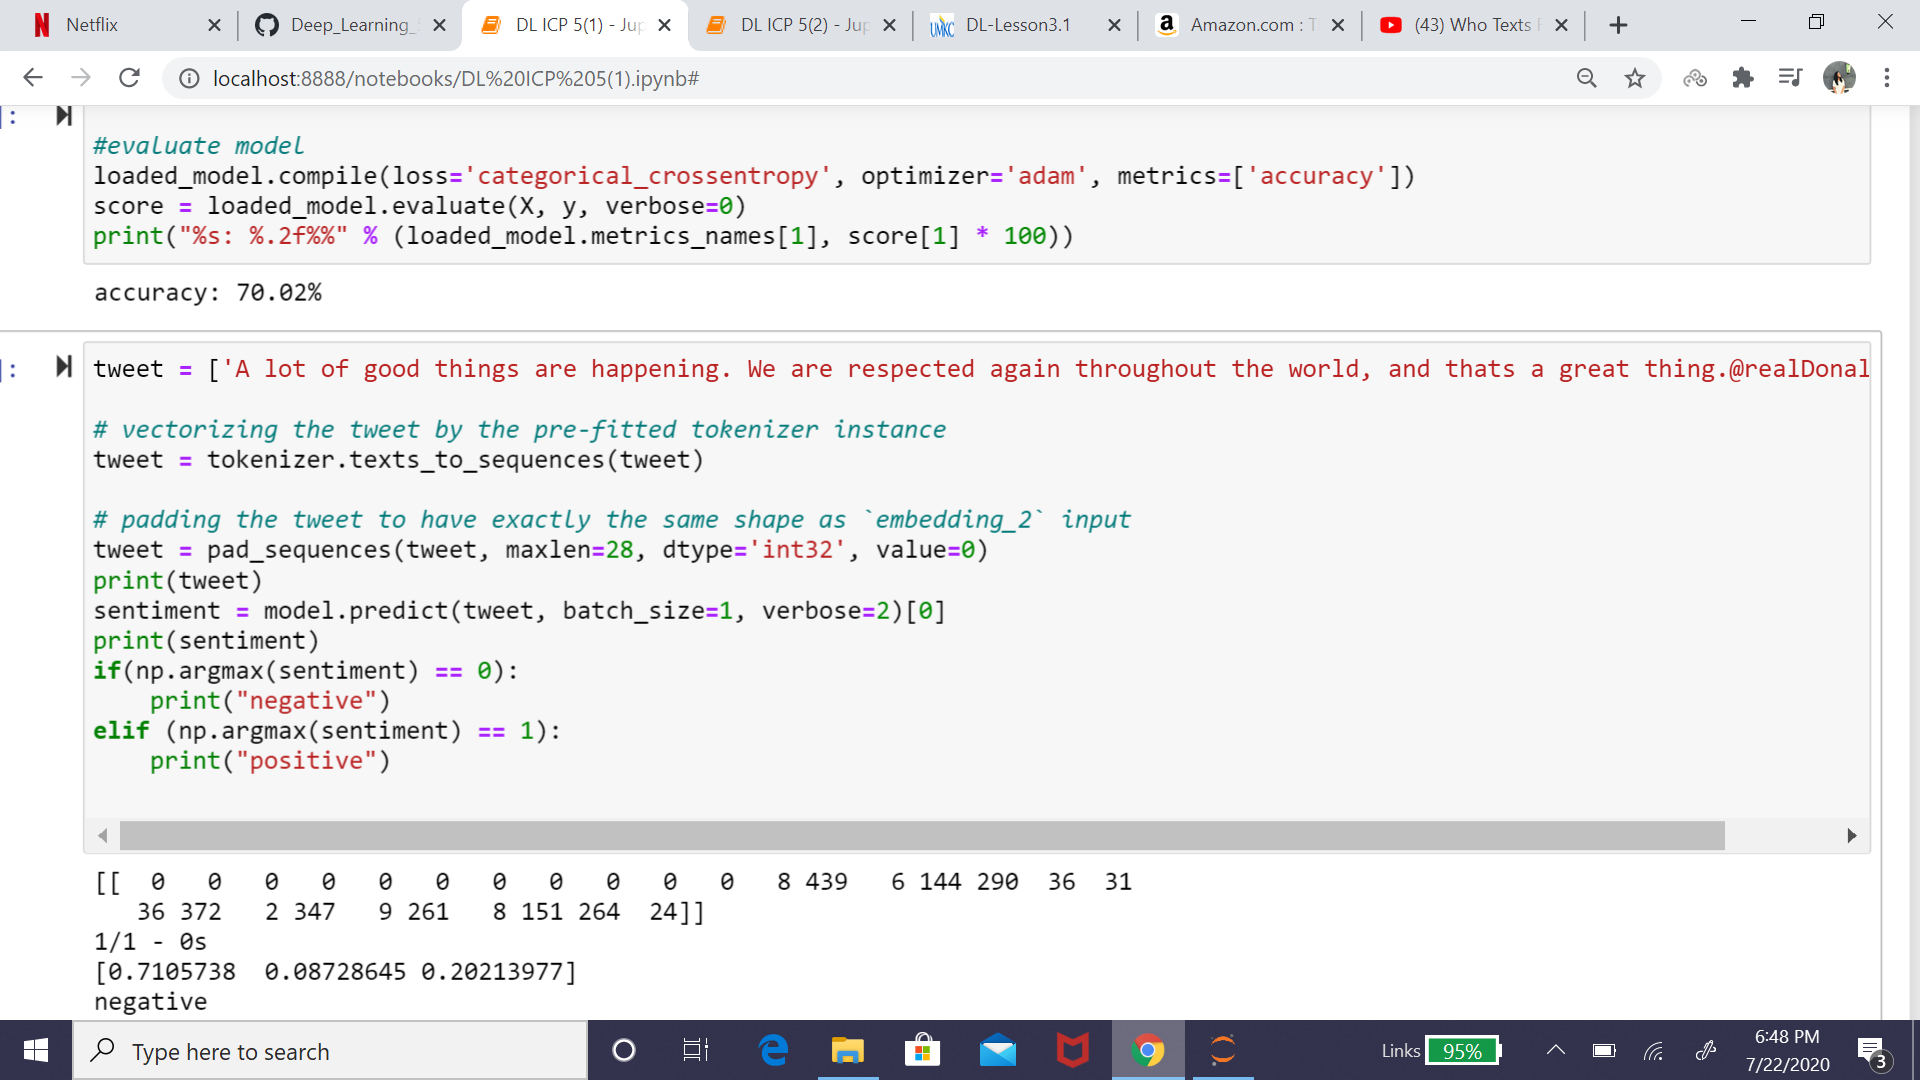 Netflix
Deep_Learning_
DL ICP 5(1) - Jup
DL ICP 5(2) - Jup
UMKC
DL-Lesson3.1
Amazon.com : T
(43) Who Texts F
localhost:8888/notebooks/DL%20ICP%205(1).ipynb#
]:
#evaluate model
loaded_model.compile(loss='categorical_crossentropy', optimizer='adam', metrics=['accuracy'])
score = loaded_model.evaluate(X, y, verbose=0)
print("%s: %.2f%%" % (loaded_model.metrics_names[1], score[1] * 100))
accuracy: 70.02%
]:
tweet = ['A lot of good things are happening. We are respected again throughout the world, and thats a great thing.@realDonal
# vectorizing the tweet by the pre-fitted tokenizer instance
tweet = tokenizer.texts_to_sequences(tweet)
# padding the tweet to have exactly the same shape as `embedding_2` input
tweet = pad_sequences(tweet, maxlen=28, dtype='int32', value=0)
print(tweet)
sentiment = model.predict(tweet, batch_size=1, verbose=2)[0]
print(sentiment)
if(np.argmax(sentiment) == 0):
    print("negative")
elif (np.argmax(sentiment) == 1):
    print("positive")
[[  0   0   0   0   0   0   0   0   0   0   0   8 439   6 144 290  36  31
   36 372   2 347   9 261   8 151 264  24]]
1/1 - 0s
[0.7105738  0.08728645 0.20213977]
negative
Type here to search
Links 95%
6:48 PM
7/22/2020
3